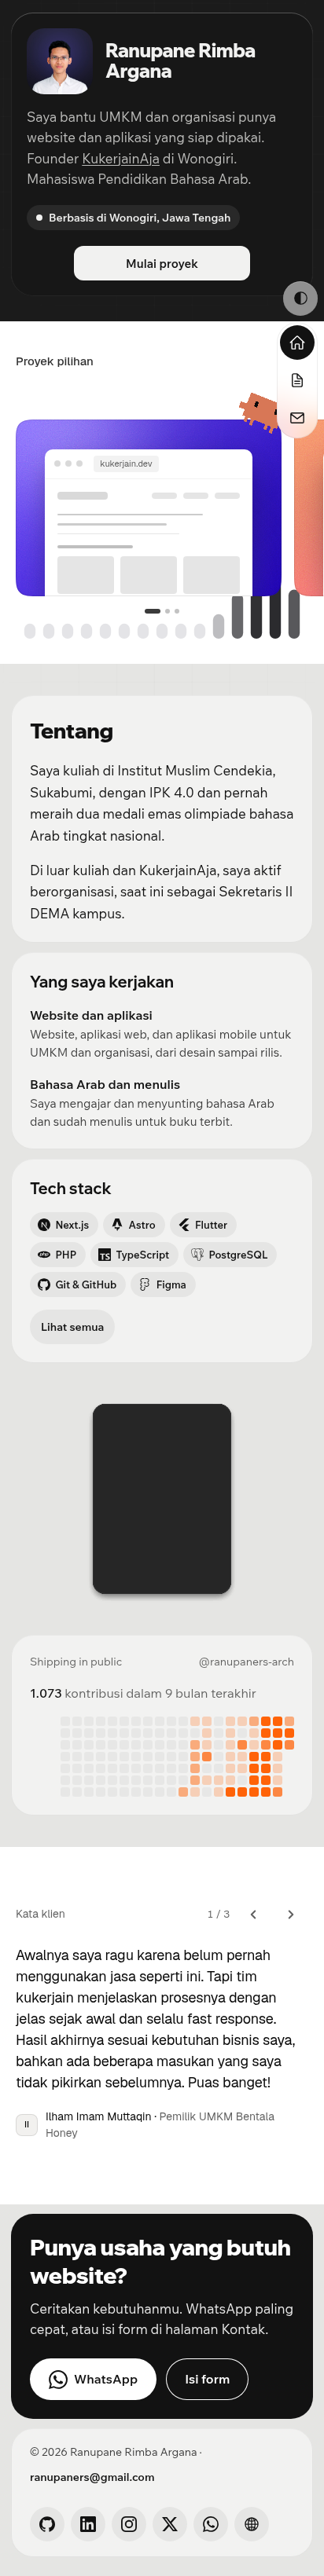 Ranupane Rimba
Argana
Saya bantu UMKM dan organisasi punya
website dan aplikasi yang siap dipakai.
Founder KukerjainAja di Wonogiri.
Mahasiswa Pendidikan Bahasa Arab.
Berbasis di Wonogiri, Jawa Tengah
Mulai proyek
Proyek pilihan
kukerjain.dev
Tentang
Saya kuliah di Institut Muslim Cendekia,
Sukabumi, dengan IPK 4.0 dan pernah
meraih dua medali emas olimpiade bahasa
Arab tingkat nasional.
Di luar kuliah dan KukerjainAja, saya aktif
berorganisasi, saat ini sebagai Sekretaris II
DEMA kampus.
Yang saya kerjakan
Website dan aplikasi
Website, aplikasi web, dan aplikasi mobile untuk
UMKM dan organisasi, dari desain sampai rilis.
Bahasa Arab dan menulis
Saya mengajar dan menyunting bahasa Arab
dan sudah menulis untuk buku terbit.
Tech stack
Next.js Astro Flutter
PHP TypeScript PostgreSQL
Git & GitHub Figma
Lihat semua
Shipping in public @ranupaners-arch
1.073 kontribusi dalam 9 bulan terakhir
Kata klien 1 / 3
Awalnya saya ragu karena belum pernah
menggunakan jasa seperti ini. Tapi tim
kukerjain menjelaskan prosesnya dengan
jelas sejak awal dan selalu fast response.
Hasil akhirnya sesuai kebutuhan bisnis saya,
bahkan ada beberapa masukan yang saya
tidak pikirkan sebelumnya. Puas banget!
II
Ilham Imam Muttaqin · Pemilik UMKM Bentala
Honey
Punya usaha yang butuh
website?
Ceritakan kebutuhanmu. WhatsApp paling
cepat, atau isi form di halaman Kontak.
WhatsApp Isi form
© 2026 Ranupane Rimba Argana ·
ranupaners@gmail.com